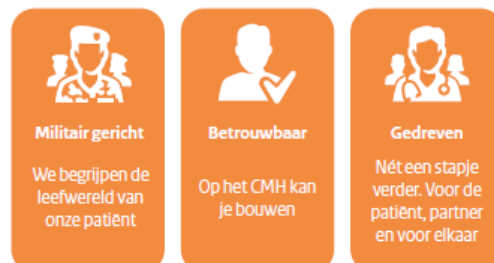 Militair gericht
We begrijpen de
leefwereld van
onze patiënt
Betrouwbaar
Op het CMH kan
je bouwen
Gedreven
Nét een stapje
verder. Voor de
patiënt, partner
en voor elkaar